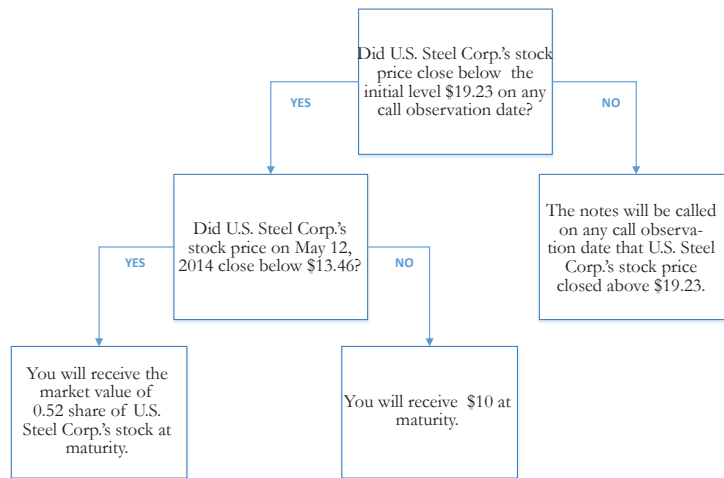 Did U.S. Steel Corp.'s stock
price close below the
initial level $19.23 on any
call observation date?
YES
NO
Did U.S. Steel Corp.'s
stock price on May 12,
2014 close below $13.46?
The notes will be called
on any call observa-
tion date that U.S. Steel
Corp.'s stock price
closed above $19.23.
YES
NO
You will receive the
market value of
0.52 share of U.S.
Steel Corp.'s stock at
maturity.
You will receive $10 at
maturity.